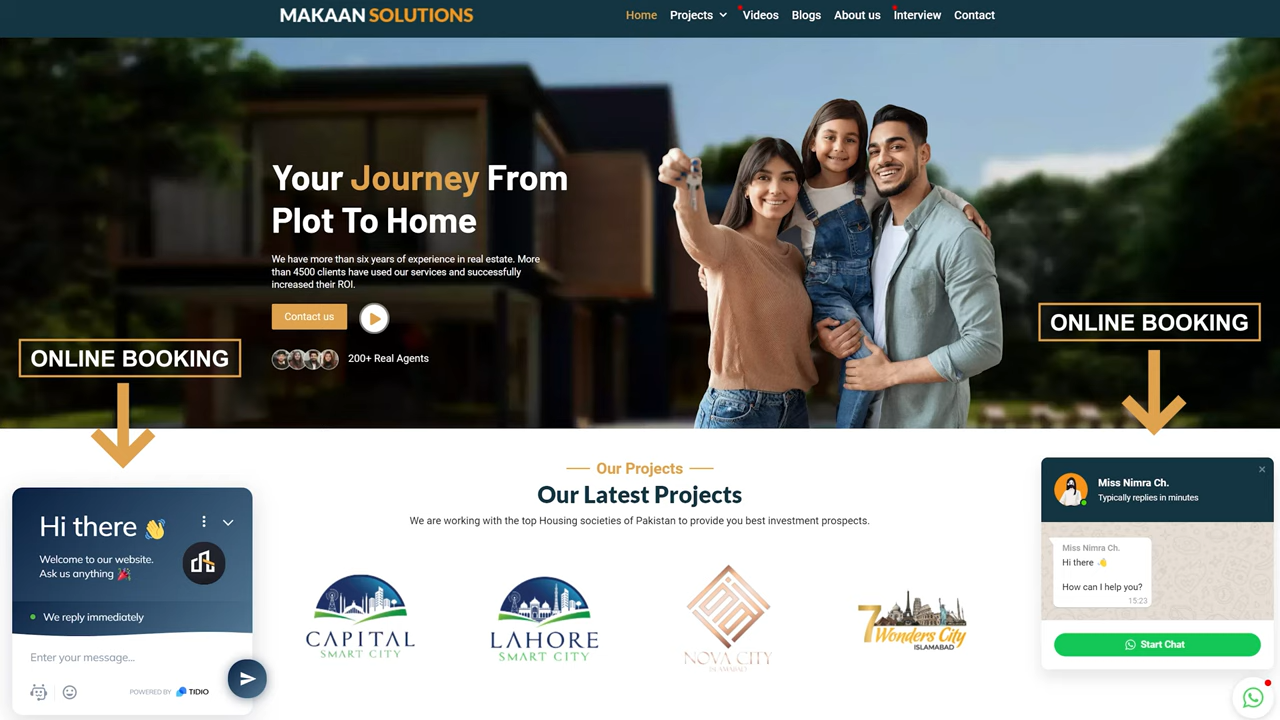 MAKAAN SOLUTIONS
Home Projects Videos Blogs About us Interview Contact
Your Journey From
Plot To Home
We have more than six years of experience in real estate. More
than 4500 clients have used our services and successfully
increased their ROI.
Contact us
200+ Real Agents
ONLINE BOOKING
ONLINE BOOKING
Our Projects
Our Latest Projects
We are working with the top Housing societies of Pakistan to provide you best investment prospects.
CAPITAL
SMART CITY
LAHORE
SMART CITY
NOVA CITY
ISLAMABAD
7 Wonders City
ISLAMABAD
Hi there 👋
Welcome to our website.
Ask us anything 🎉
We reply immediately
Enter your message...
POWERED BY TIDIO
Miss Nimra Ch.
Typically replies in minutes
Miss Nimra Ch.
Hi there 👋
How can I help you?
15:23
Start Chat